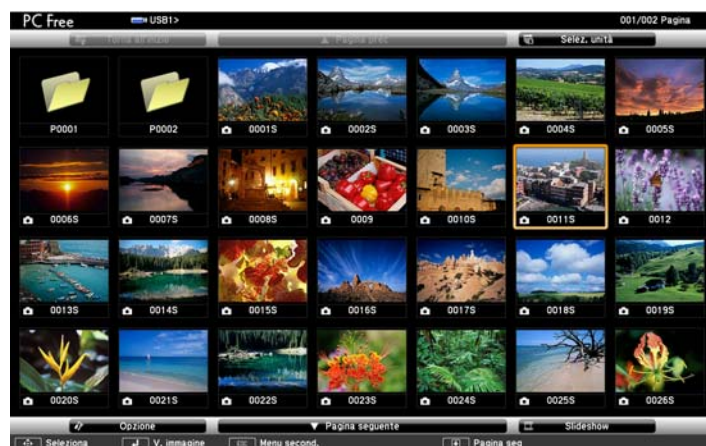 PC Free USB1> 001/002 Pagina
Torna all'inizio ▲ Pagina prec Selez. unità
P0001 P0002 0001S 0002S 0003S 0004S 0005S
0006S 0007S 0008S 0009 0010S 0011S 0012
0013S 0014S 0015S 0016S 0017S 0018S 0019S
0020S 0021S 0022S 0023S 0024S 0025S 0026S
Opzione ▼ Pagina seguente Slideshow
Seleziona V. immagine Esc Menu second. Pagina seg